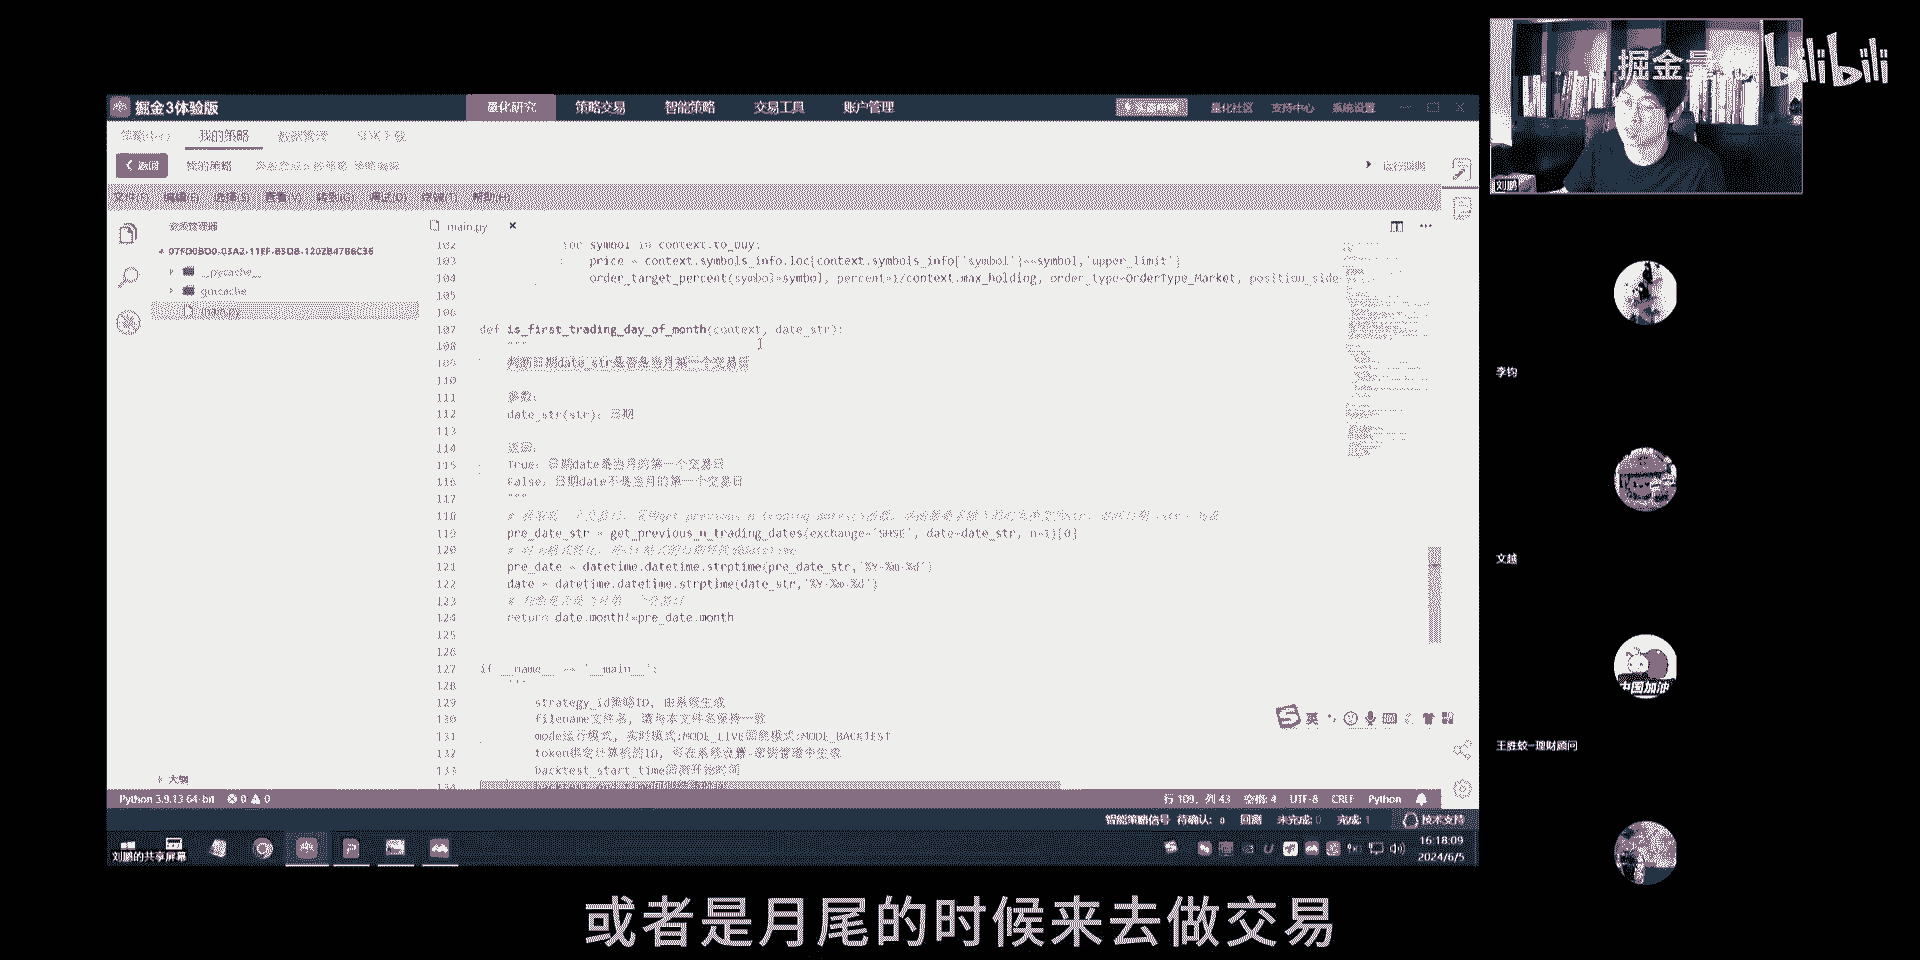 掘金3体验版
量化研究 策略交易 智能策略 交易工具 账户管理
量化社区 支持中心 系统设置
bilibili
我的策略 数据管理 SDK下载
返回 我的策略
文件(F) 编辑(E) 选择(S) 查看(V) 转到(G) 调试(D) 终端(T) 帮助(H)
刘鹏
资源管理器
main.py
__pycache__
gmcache
main.py
102 for symbol in context.to_buy:
103 price = context.symbols_info.loc[context.symbols_info['symbol']==symbol,'upper_limit']
104 order_target_percent(symbol=symbol, percent=1/context.max_holding, order_type=OrderType_Market, position_side=
105
106
107 def is_first_trading_day_of_month(context, date_str):
108 """
109 判断日期date_str是否是当月第一个交易日
110
111 参数:
112 date_str(str): 日期
113
114 返回:
115 True: 日期date是当月的第一个交易日
116 False: 日期date不是当月的第一个交易日
117 """
118
119 pre_date_str = get_previous_n_trading_dates(exchange='SHSE', date=date_str, n=1)[0]
120
121 pre_date = datetime.datetime.strptime(pre_date_str,'%Y-%m-%d')
122 date = datetime.datetime.strptime(date_str,'%Y-%m-%d')
123
124 return date.month!=pre_date.month
125
126
127 if __name__ == '__main__':
128 '''
129 strategy_id策略ID, 由系统生成
130 filename文件名, 请与本文件名保持一致
131 mode运行模式, 实时模式:MODE_LIVE回测模式:MODE_BACKTEST
132 token绑定计算机的ID, 可在系统设置-密钥管理中生成
133 backtest_start_time回测开始时间
大纲
李钧
文越
中国加油
王胜蛟-理财顾问
英
Python 3.9.13 64-bit 0 0
行 109, 列 43 空格: 4 UTF-8 CRLF Python
智能策略信号 待确认: 0 回测 未完成: 0 完成: 1 技术支持
刘鹏的共享屏幕
16:18:09
2024/6/5
或者是月尾的时候来去做交易